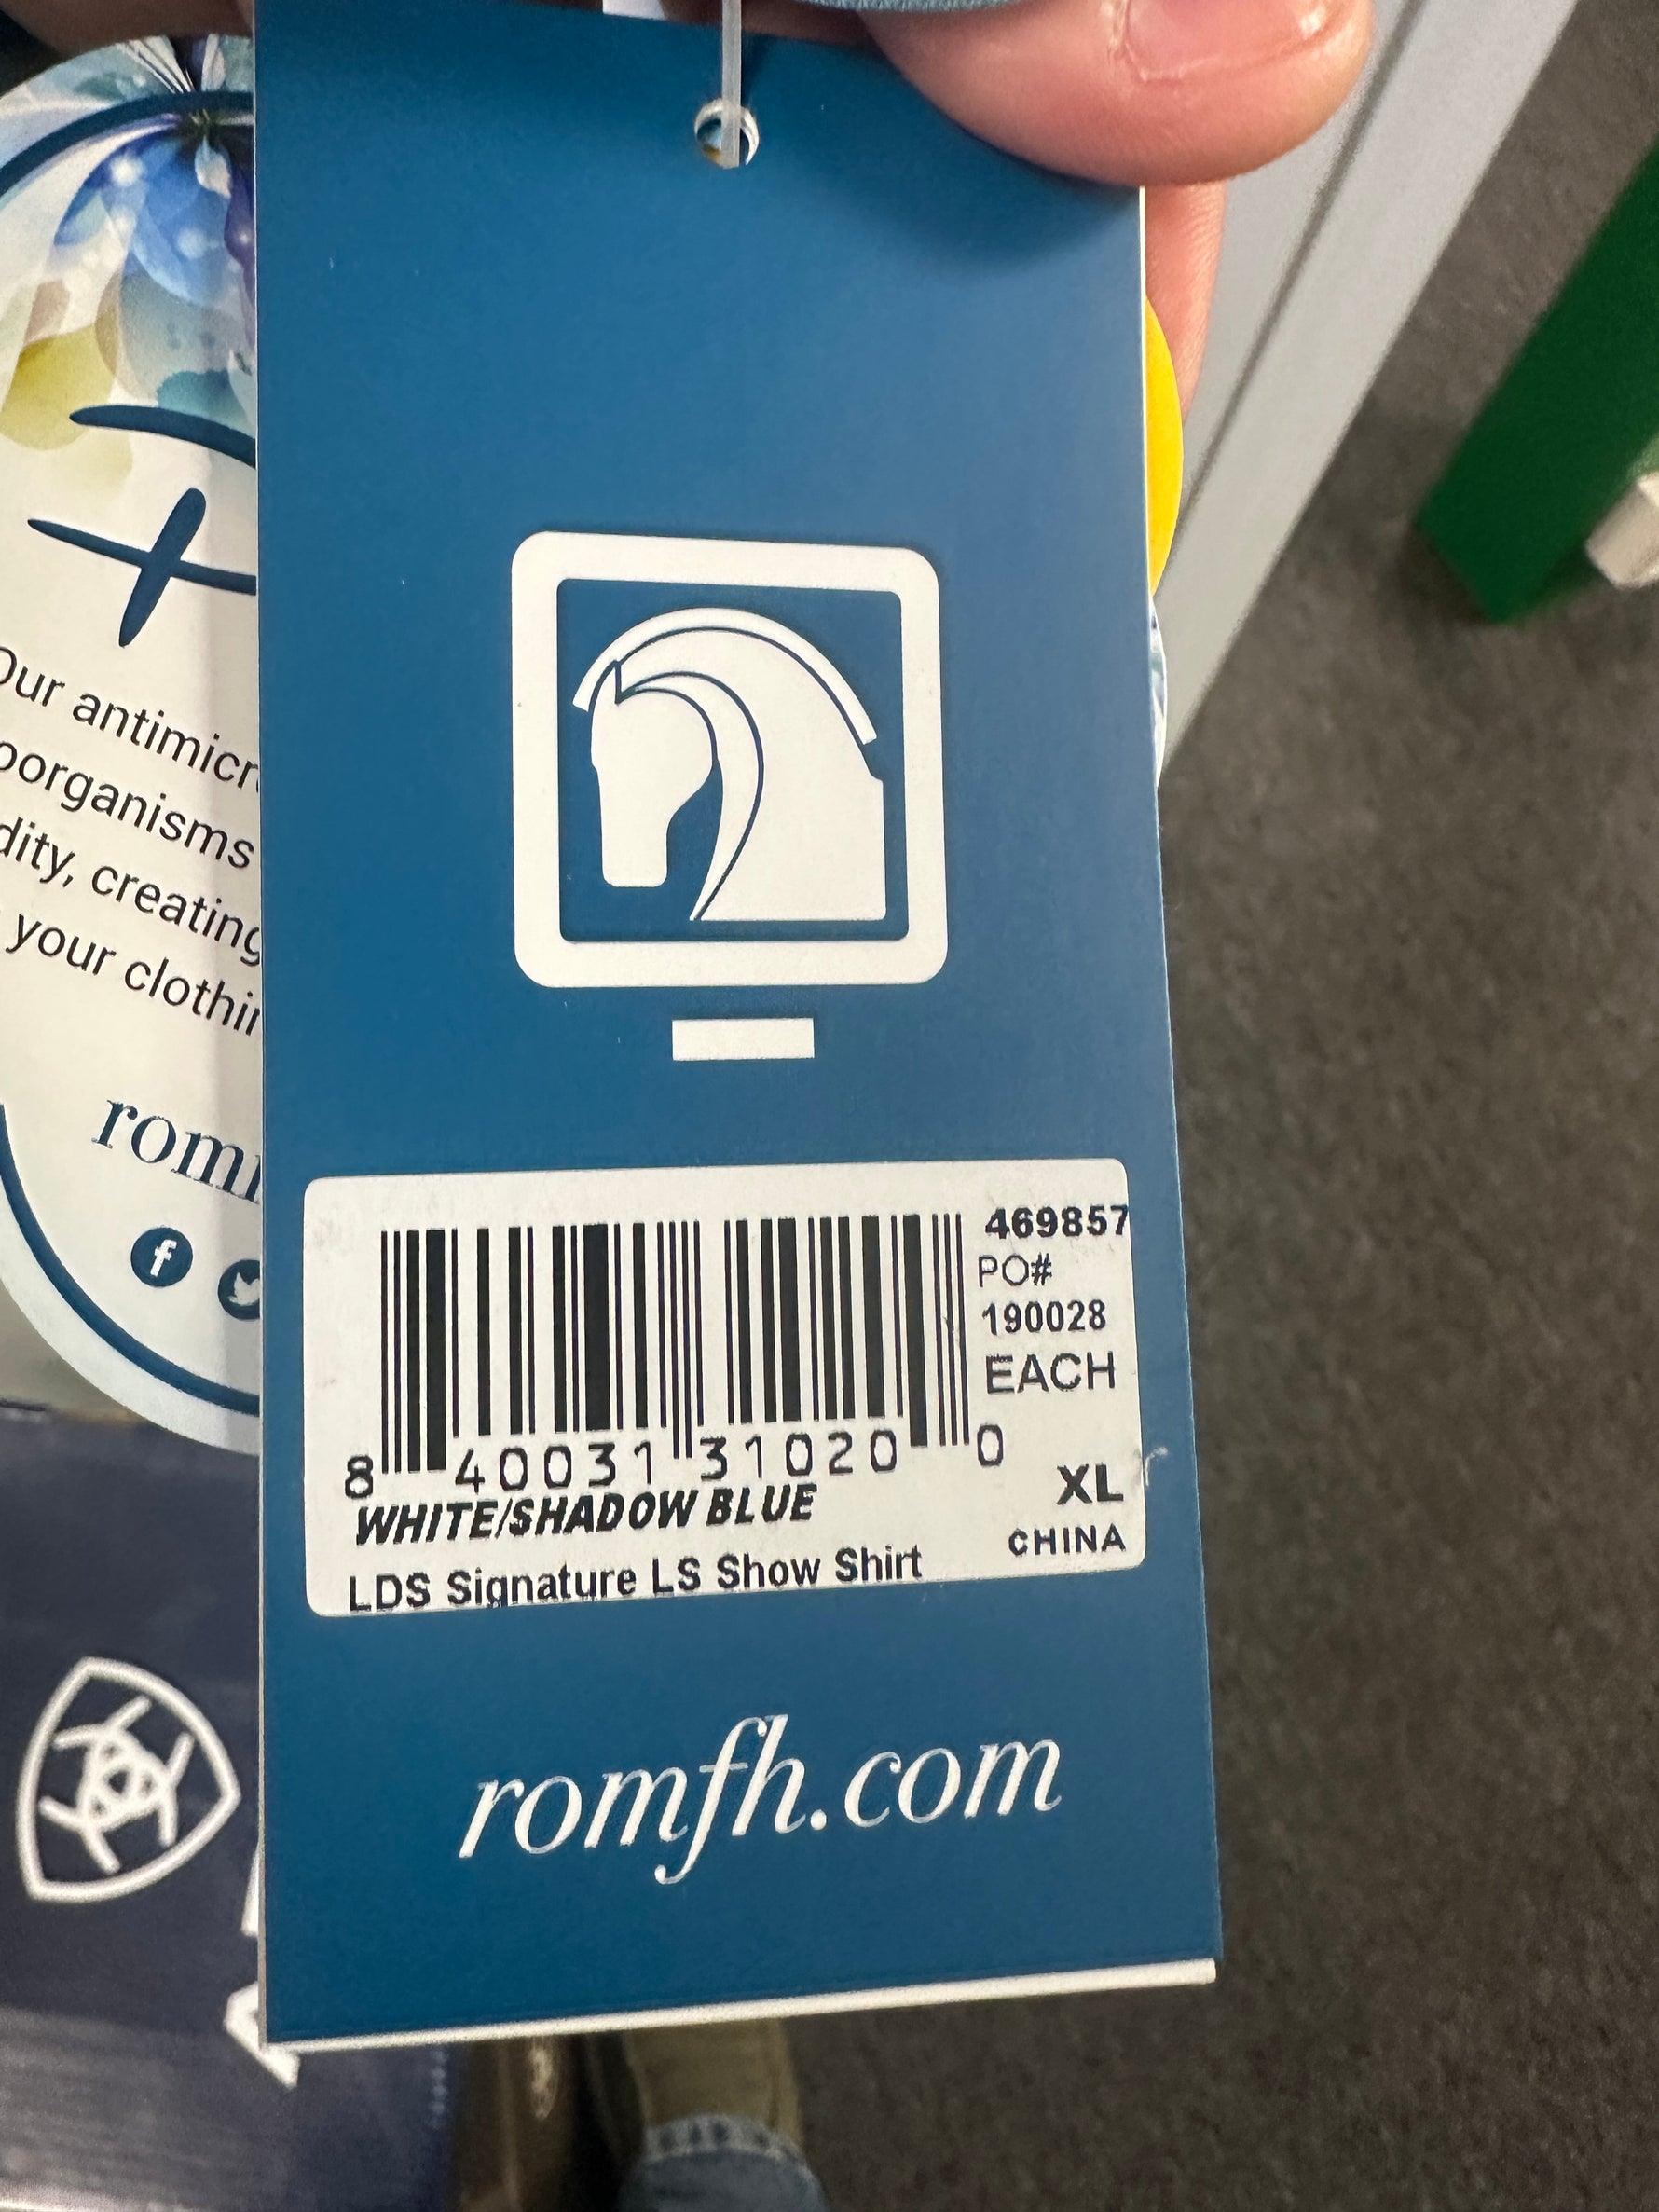 Our antimicr
oorganisms
dity, creating
your clothin
rom
469857
PO#
190028
EACH
8 40031 31020 0
XL
WHITE/SHADOW BLUE
CHINA
LDS Signature LS Show Shirt
romfh.com